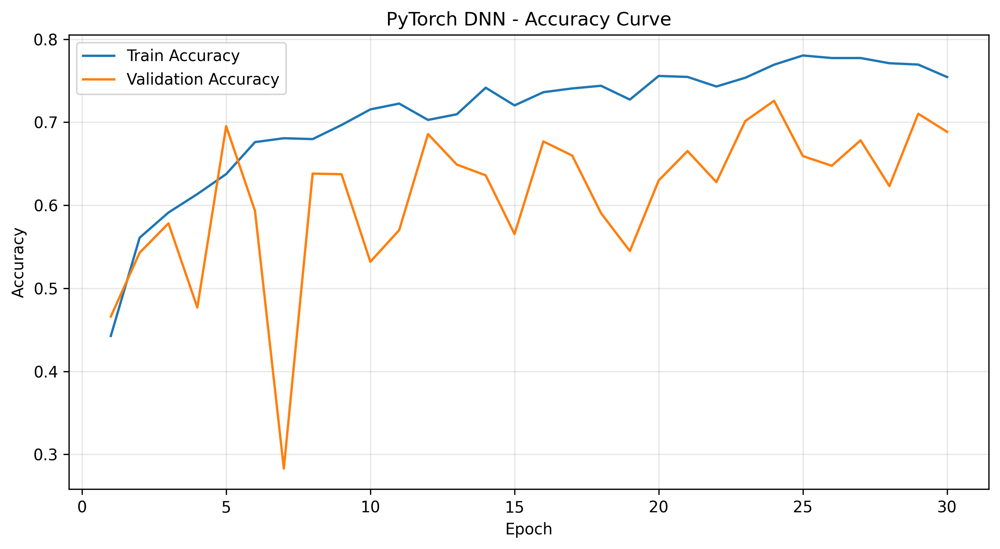 PyTorch DNN - Accuracy Curve
Train Accuracy
Validation Accuracy
0.8
0.7
0.6
0.5
0.4
0.3
Accuracy
0 5 10 15 20 25 30
Epoch